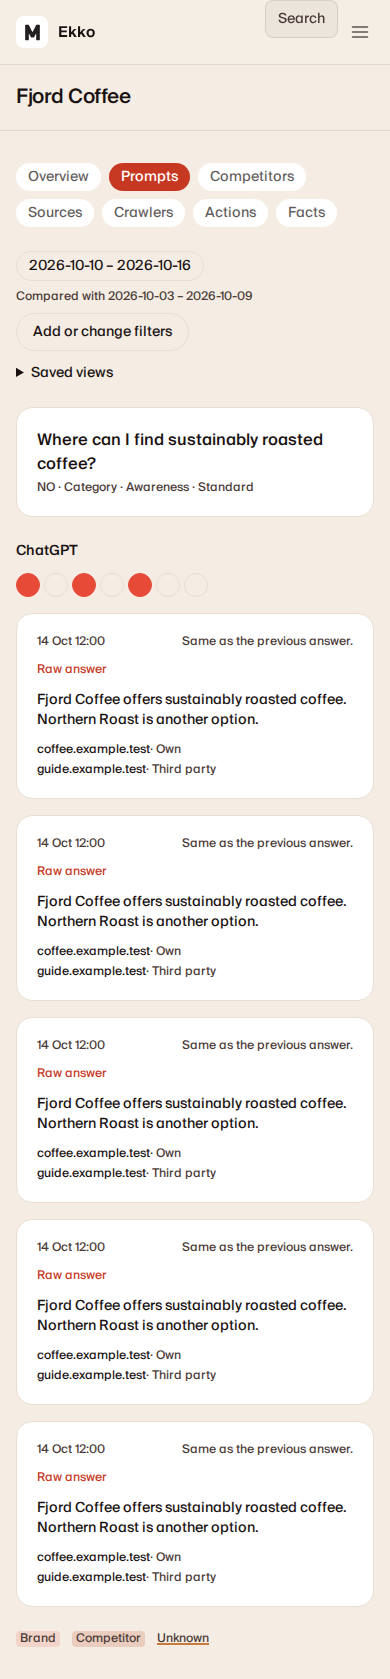 Search
M Ekko
Fjord Coffee
Overview Prompts Competitors
Sources Crawlers Actions Facts
2026-10-10 – 2026-10-16
Compared with 2026-10-03 – 2026-10-09
Add or change filters
Saved views
Where can I find sustainably roasted
coffee?
NO · Category · Awareness · Standard
ChatGPT
14 Oct 12:00 Same as the previous answer.
Raw answer
Fjord Coffee offers sustainably roasted coffee.
Northern Roast is another option.
coffee.example.test· Own
guide.example.test· Third party
14 Oct 12:00 Same as the previous answer.
Raw answer
Fjord Coffee offers sustainably roasted coffee.
Northern Roast is another option.
coffee.example.test· Own
guide.example.test· Third party
14 Oct 12:00 Same as the previous answer.
Raw answer
Fjord Coffee offers sustainably roasted coffee.
Northern Roast is another option.
coffee.example.test· Own
guide.example.test· Third party
14 Oct 12:00 Same as the previous answer.
Raw answer
Fjord Coffee offers sustainably roasted coffee.
Northern Roast is another option.
coffee.example.test· Own
guide.example.test· Third party
14 Oct 12:00 Same as the previous answer.
Raw answer
Fjord Coffee offers sustainably roasted coffee.
Northern Roast is another option.
coffee.example.test· Own
guide.example.test· Third party
Brand Competitor Unknown